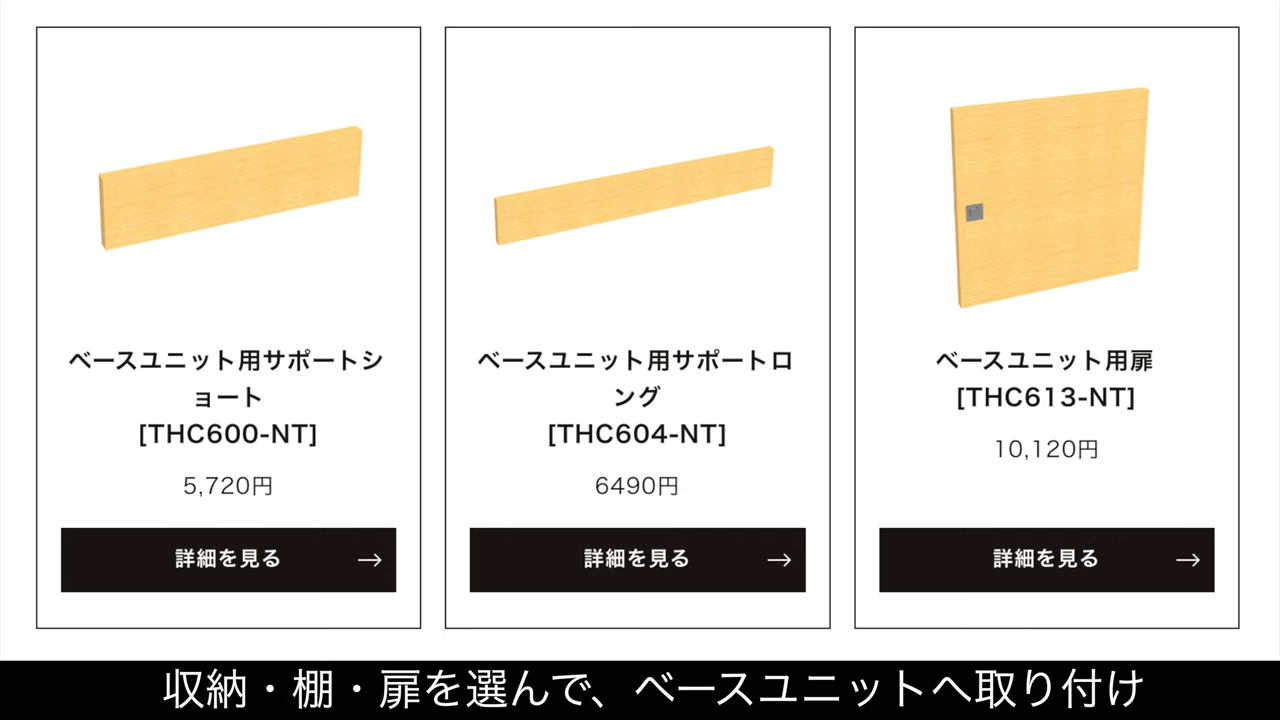 ベースユニット用サポートシ
ョート
[THC600-NT]
5,720円
詳細を見る
ベースユニット用サポートロ
ング
[THC604-NT]
6490円
詳細を見る
ベースユニット用扉
[THC613-NT]
10,120円
詳細を見る
収納・棚・扉を選んで、ベースユニットへ取り付け